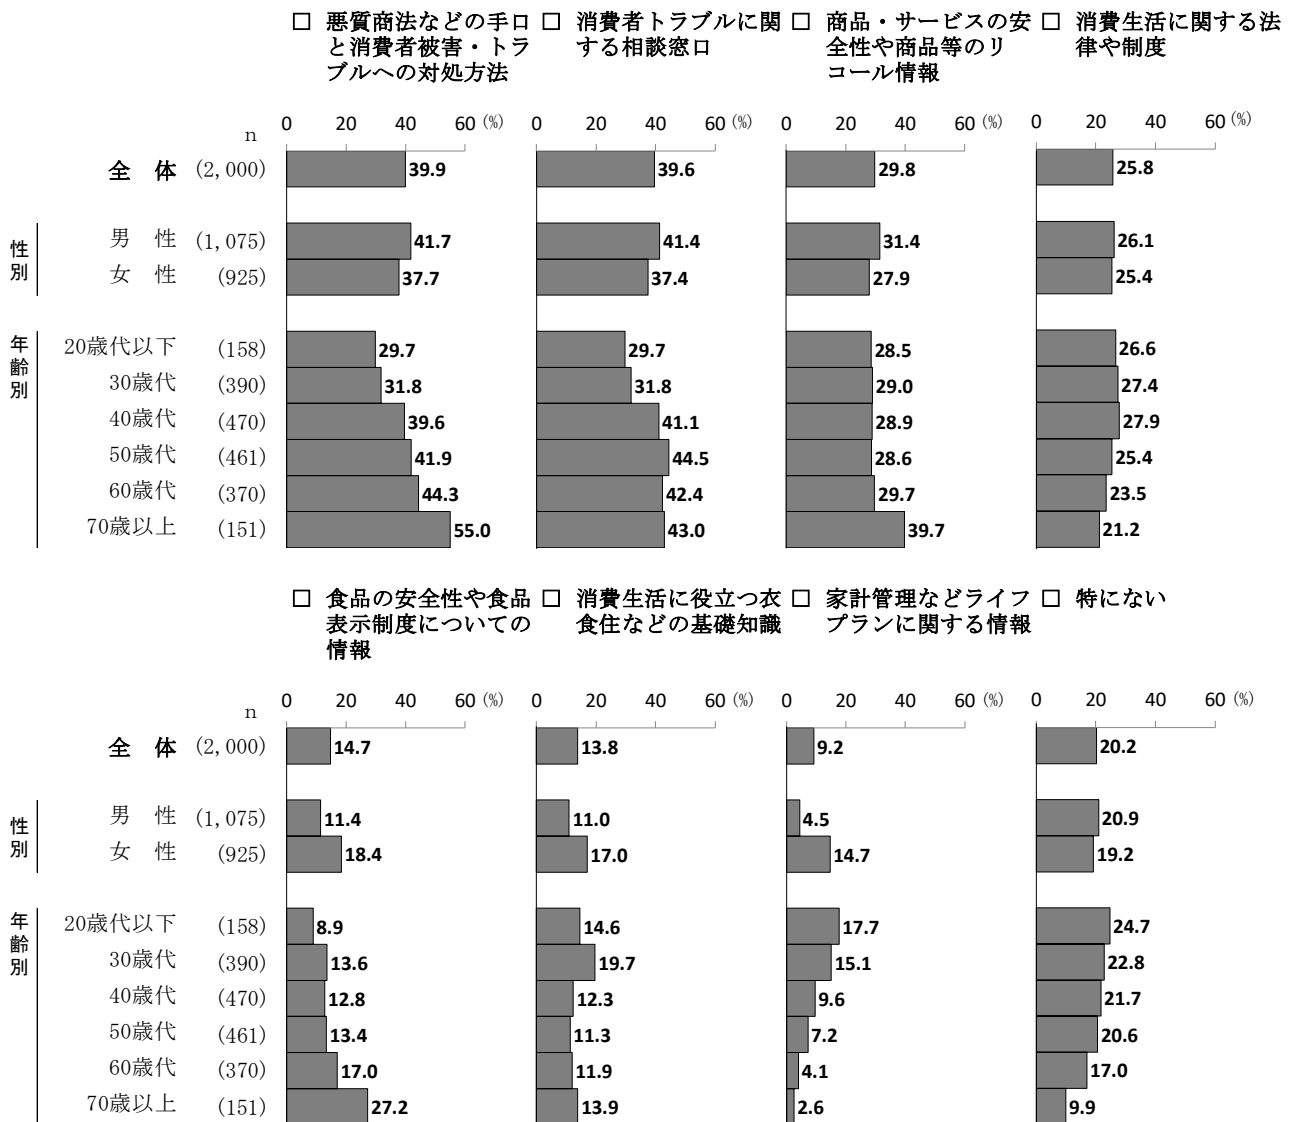 □ 悪質商法などの手口と消費者被害・トラブルへの対処方法
□ 消費者トラブルに関する相談窓口
□ 商品・サービスの安全性や商品等のリコール情報
□ 消費生活に関する法律や制度
n 0 20 40 60 (%) 0 20 40 60 (%) 0 20 40 60 (%) 0 20 40 60 (%)
全 体 (2,000) 39.9 39.6 29.8 25.8
性別
男 性 (1,075) 41.7 41.4 31.4 26.1
女 性 (925) 37.7 37.4 27.9 25.4
年齢別
20歳代以下 (158) 29.7 29.7 28.5 26.6
30歳代 (390) 31.8 31.8 29.0 27.4
40歳代 (470) 39.6 41.1 28.9 27.9
50歳代 (461) 41.9 44.5 28.6 25.4
60歳代 (370) 44.3 42.4 29.7 23.5
70歳以上 (151) 55.0 43.0 39.7 21.2
□ 食品の安全性や食品表示制度についての情報
□ 消費生活に役立つ衣食住などの基礎知識
□ 家計管理などライフプランに関する情報
□ 特にない
n 0 20 40 60 (%) 0 20 40 60 (%) 0 20 40 60 (%) 0 20 40 60 (%)
全 体 (2,000) 14.7 13.8 9.2 20.2
性別
男 性 (1,075) 11.4 11.0 4.5 20.9
女 性 (925) 18.4 17.0 14.7 19.2
年齢別
20歳代以下 (158) 8.9 14.6 17.7 24.7
30歳代 (390) 13.6 19.7 15.1 22.8
40歳代 (470) 12.8 12.3 9.6 21.7
50歳代 (461) 13.4 11.3 7.2 20.6
60歳代 (370) 17.0 11.9 4.1 17.0
70歳以上 (151) 27.2 13.9 2.6 9.9